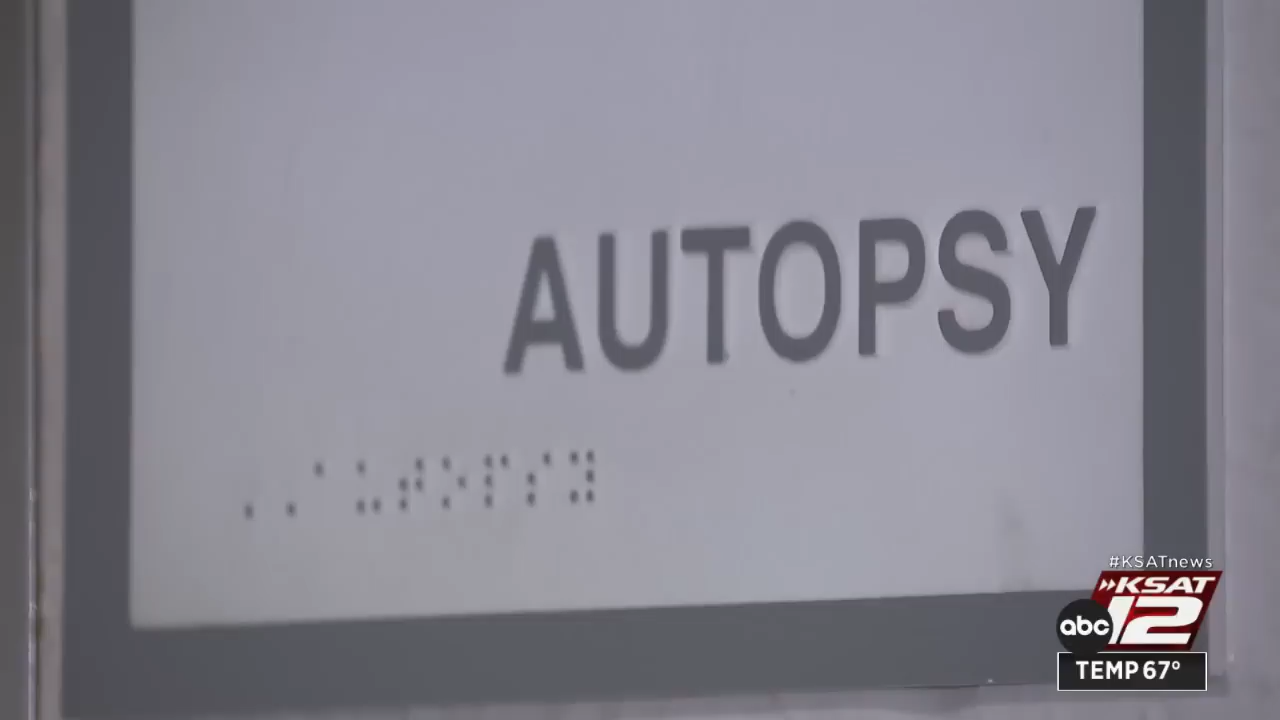 AUTOPSY
⠠⠠⠁⠥⠞⠕⠏⠎⠽
#KSATnews
KSAT
abc 12
TEMP 67°